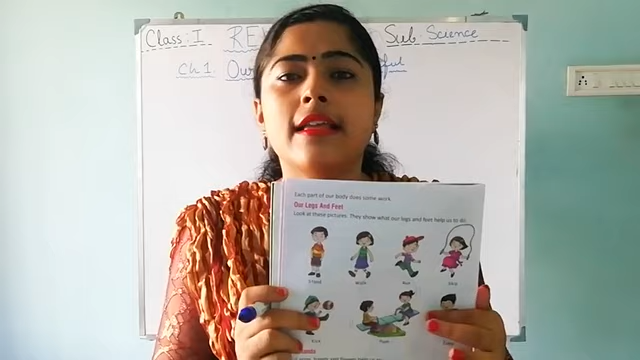 Class: I REV Sub: Science
Ch 1 Our ful
Each part of our body does some work.
Our Legs And Feet
Look at these pictures. They show what our legs and feet help us to do.
Stand Walk Run Skip
Kick Push